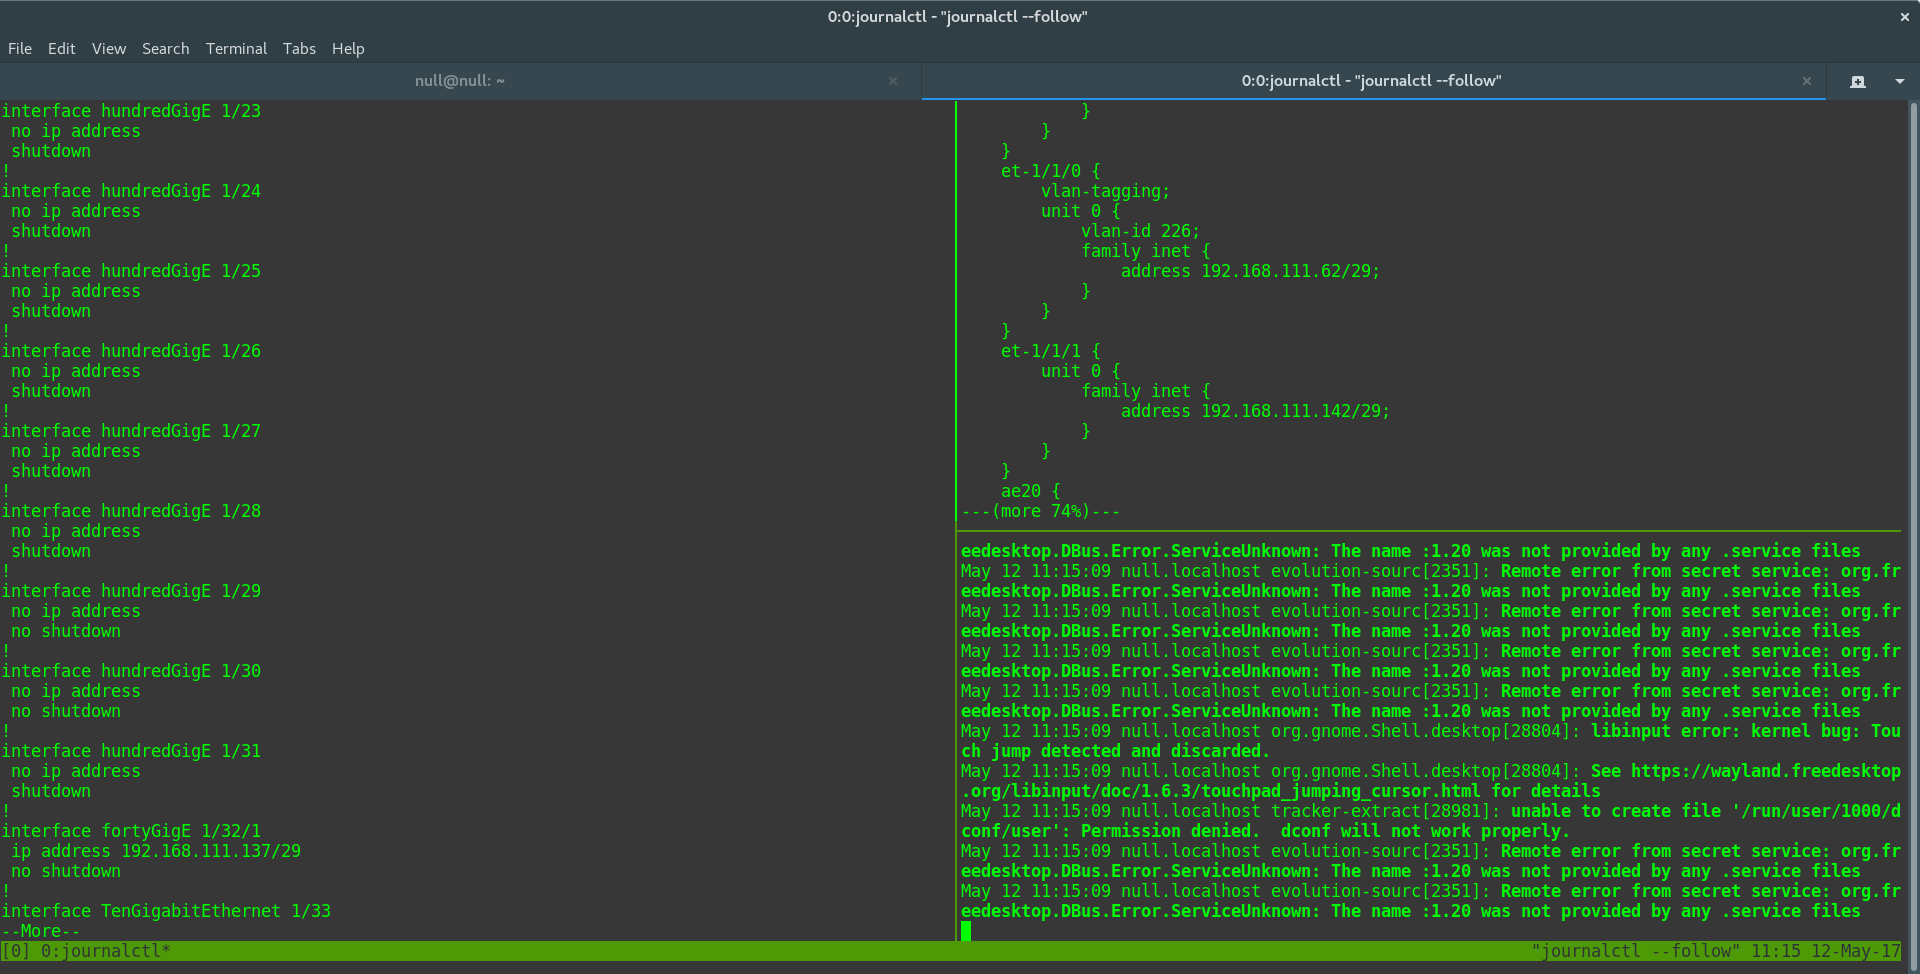 0:0:journalctl - "journalctl --follow"
File Edit View Search Terminal Tabs Help
null@null: ~
0:0:journalctl - "journalctl --follow"
interface hundredGigE 1/23
 no ip address
 shutdown
!
interface hundredGigE 1/24
 no ip address
 shutdown
!
interface hundredGigE 1/25
 no ip address
 shutdown
!
interface hundredGigE 1/26
 no ip address
 shutdown
!
interface hundredGigE 1/27
 no ip address
 shutdown
!
interface hundredGigE 1/28
 no ip address
 shutdown
!
interface hundredGigE 1/29
 no ip address
 no shutdown
!
interface hundredGigE 1/30
 no ip address
 no shutdown
!
interface hundredGigE 1/31
 no ip address
 shutdown
!
interface fortyGigE 1/32/1
 ip address 192.168.111.137/29
 no shutdown
!
interface TenGigabitEthernet 1/33
--More--
            }
        }
    }
    et-1/1/0 {
        vlan-tagging;
        unit 0 {
            vlan-id 226;
            family inet {
                address 192.168.111.62/29;
            }
        }
    }
    et-1/1/1 {
        unit 0 {
            family inet {
                address 192.168.111.142/29;
            }
        }
    }
    ae20 {
---(more 74%)---
eedesktop.DBus.Error.ServiceUnknown: The name :1.20 was not provided by any .service files
May 12 11:15:09 null.localhost evolution-sourc[2351]: Remote error from secret service: org.fr
eedesktop.DBus.Error.ServiceUnknown: The name :1.20 was not provided by any .service files
May 12 11:15:09 null.localhost evolution-sourc[2351]: Remote error from secret service: org.fr
eedesktop.DBus.Error.ServiceUnknown: The name :1.20 was not provided by any .service files
May 12 11:15:09 null.localhost evolution-sourc[2351]: Remote error from secret service: org.fr
eedesktop.DBus.Error.ServiceUnknown: The name :1.20 was not provided by any .service files
May 12 11:15:09 null.localhost evolution-sourc[2351]: Remote error from secret service: org.fr
eedesktop.DBus.Error.ServiceUnknown: The name :1.20 was not provided by any .service files
May 12 11:15:09 null.localhost org.gnome.Shell.desktop[28804]: libinput error: kernel bug: Tou
ch jump detected and discarded.
May 12 11:15:09 null.localhost org.gnome.Shell.desktop[28804]: See https://wayland.freedesktop
.org/libinput/doc/1.6.3/touchpad_jumping_cursor.html for details
May 12 11:15:09 null.localhost tracker-extract[28981]: unable to create file '/run/user/1000/d
conf/user': Permission denied.  dconf will not work properly.
May 12 11:15:09 null.localhost evolution-sourc[2351]: Remote error from secret service: org.fr
eedesktop.DBus.Error.ServiceUnknown: The name :1.20 was not provided by any .service files
May 12 11:15:09 null.localhost evolution-sourc[2351]: Remote error from secret service: org.fr
eedesktop.DBus.Error.ServiceUnknown: The name :1.20 was not provided by any .service files
[0] 0:journalctl*
"journalctl --follow" 11:15 12-May-17